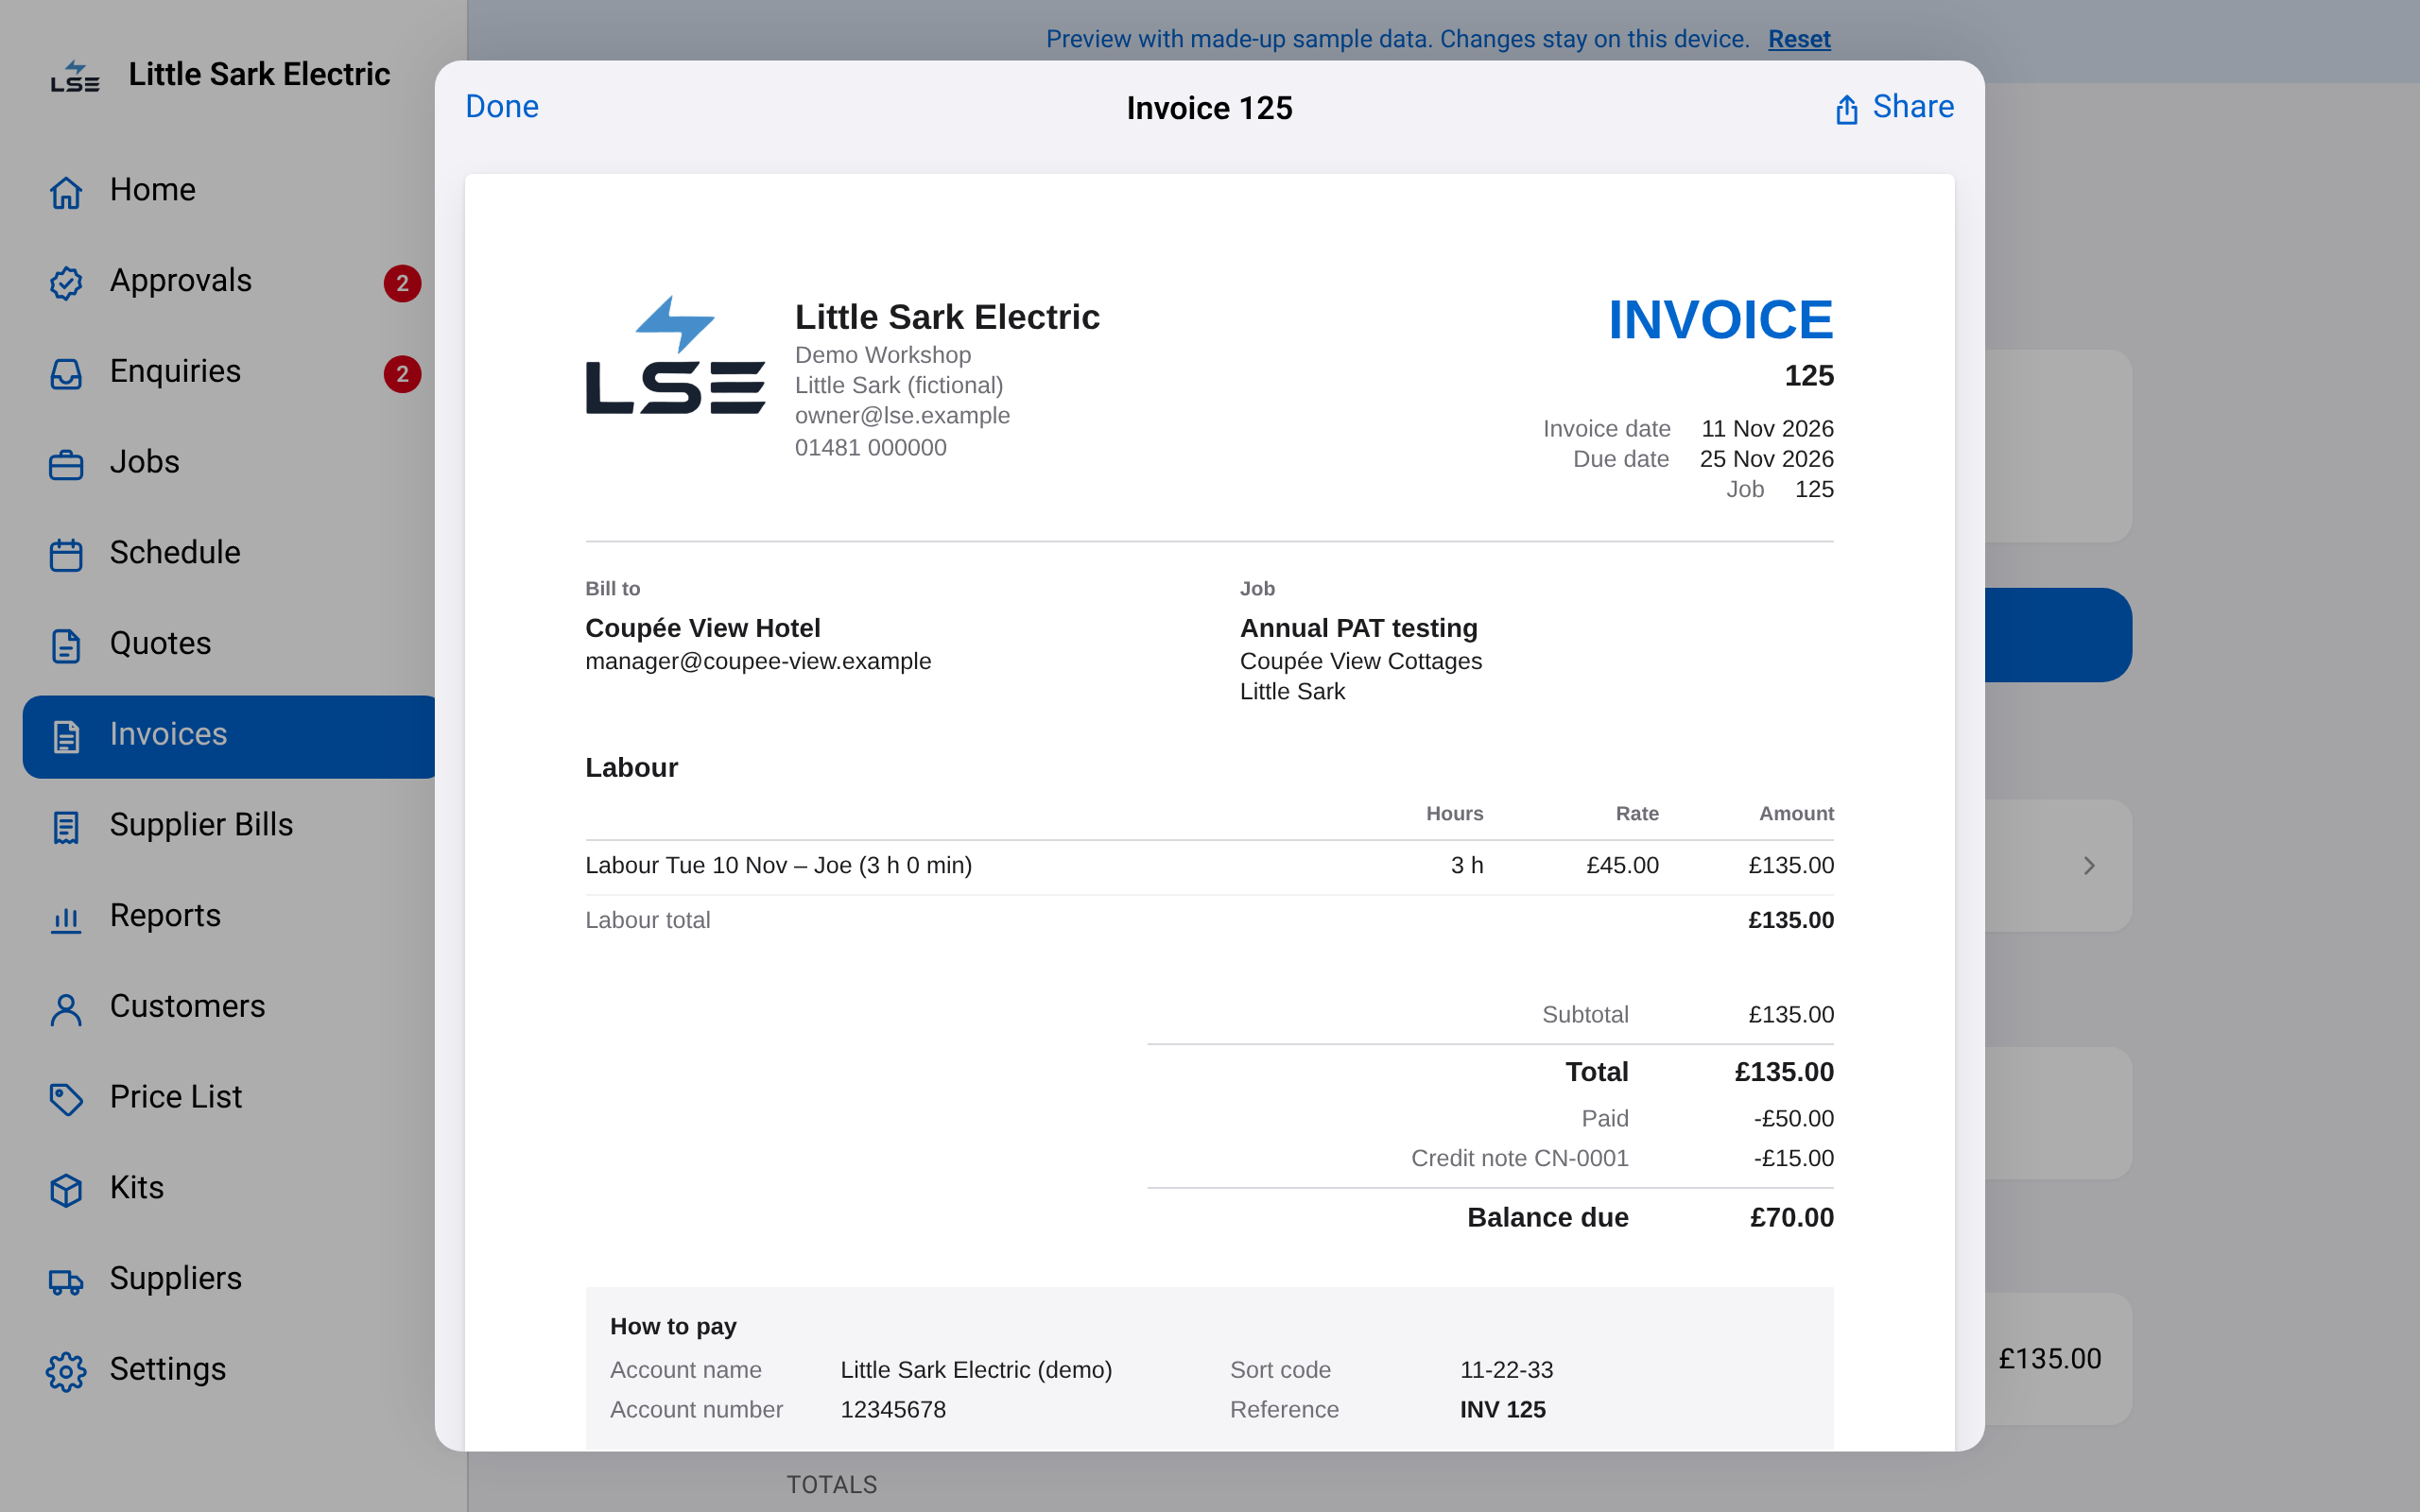 Preview with made-up sample data. Changes stay on this device. Reset
LSE Little Sark Electric
Home
Approvals 2
Enquiries 2
Jobs
Schedule
Quotes
Invoices
Supplier Bills
Reports
Customers
Price List
Kits
Suppliers
Settings
Done Invoice 125 Share
LSE
Little Sark Electric
Demo Workshop
Little Sark (fictional)
owner@lse.example
01481 000000
INVOICE
125
Invoice date 11 Nov 2026
Due date 25 Nov 2026
Job 125
Bill to
Coupée View Hotel
manager@coupee-view.example
Job
Annual PAT testing
Coupée View Cottages
Little Sark
Labour
Hours Rate Amount
Labour Tue 10 Nov – Joe (3 h 0 min) 3 h £45.00 £135.00
Labour total £135.00
Subtotal £135.00
Total £135.00
Paid -£50.00
Credit note CN-0001 -£15.00
Balance due £70.00
How to pay
Account name Little Sark Electric (demo) Sort code 11-22-33
Account number 12345678 Reference INV 125
£135.00
TOTALS